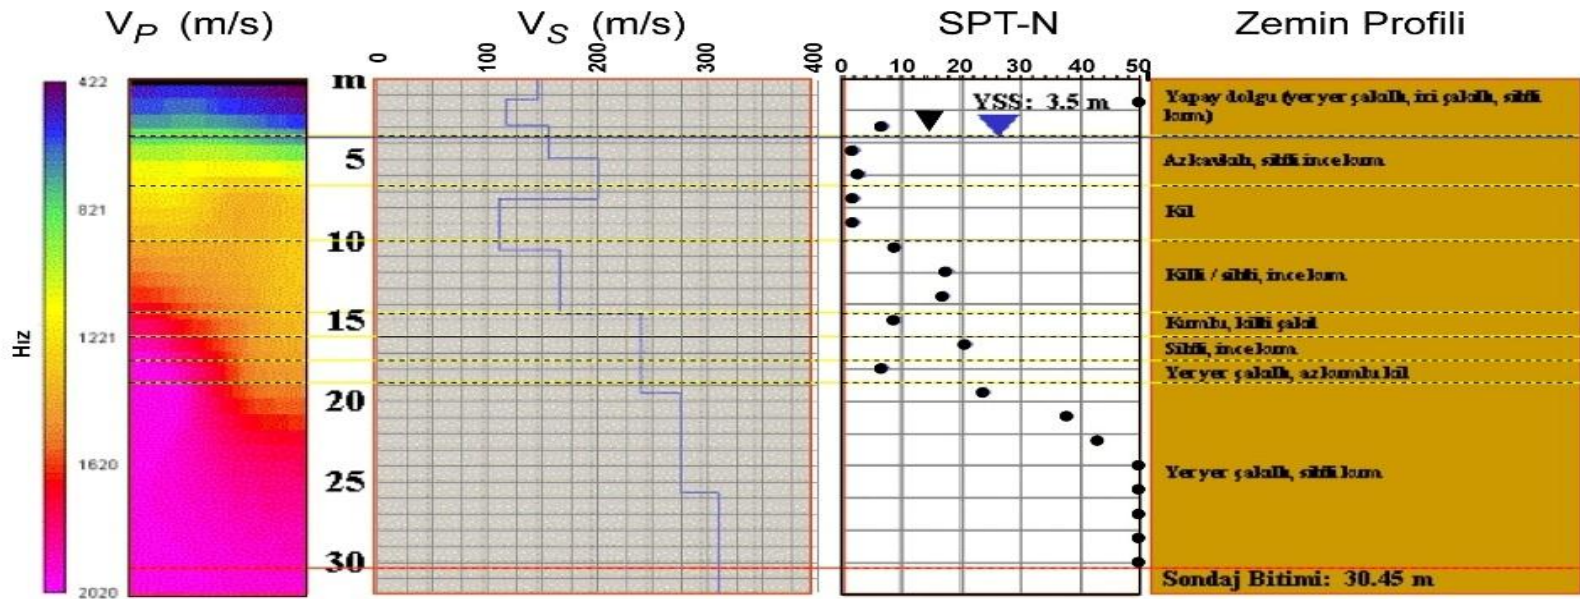 V_P (m/s)
V_S (m/s)
SPT-N
Zemin Profili
0
100
200
300
400
0
10
20
30
40
50
m
5
10
15
20
25
30
422
821
1221
1620
2020
Hız
YSS: 3.5 m
Yapay dolgu (yer yer çakıllı, iri çakıllı, siltli
kum)
Az kavkılı, siltli ince kum
Kil
Killi / siltli, ince kum
Kumlu, killi çakıl
Siltli, ince kum
Yer yer çakıllı, az kumlu kil
Yer yer çakıllı, siltli kum
Sondaj Bitimi: 30.45 m